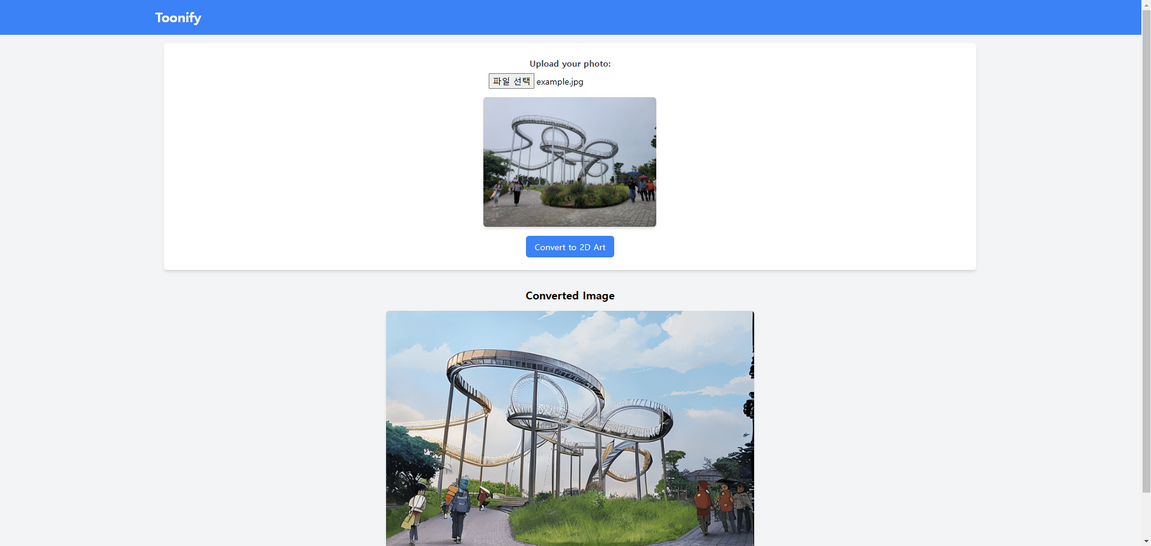 Toonify
Upload your photo:
파일 선택 example.jpg
Convert to 2D Art
Converted Image